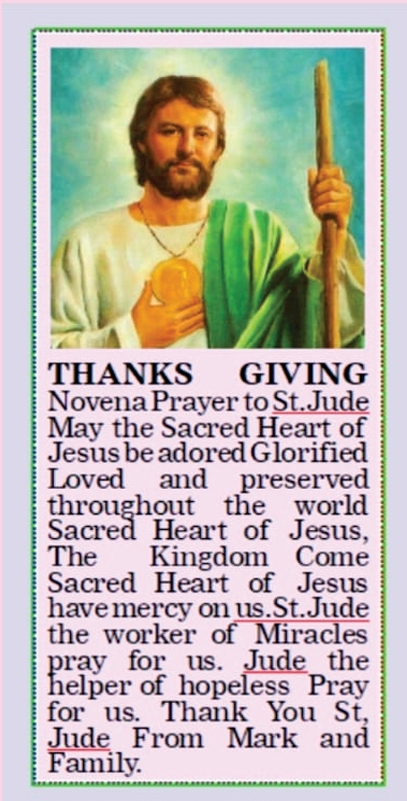 THANKS GIVING
Novena Prayer to St.Jude
May the Sacred Heart of
Jesus be adored Glorified
Loved and preserved
throughout the world
Sacred Heart of Jesus,
The Kingdom Come
Sacred Heart of Jesus
have mercy on us.St.Jude
the worker of Miracles
pray for us. Jude the
helper of hopeless Pray
for us. Thank You St,
Jude From Mark and
Family.